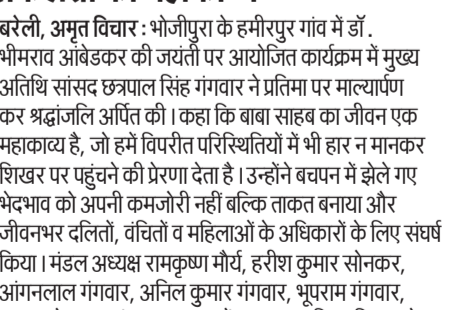 बरेली, अमृत विचार : भोजीपुरा के हमीरपुर गांव में डॉ.
भीमराव आंबेडकर की जयंती पर आयोजित कार्यक्रम में मुख्य
अतिथि सांसद छत्रपाल सिंह गंगवार ने प्रतिमा पर माल्यार्पण
कर श्रद्धांजलि अर्पित की । कहा कि बाबा साहब का जीवन एक
महाकाव्य है, जो हमें विपरीत परिस्थितियों में भी हार न मानकर
शिखर पर पहुंचने की प्रेरणा देता है । उन्होंने बचपन में झेले गए
भेदभाव को अपनी कमजोरी नहीं बल्कि ताकत बनाया और
जीवनभर दलितों, वंचितों व महिलाओं के अधिकारों के लिए संघर्ष
किया । मंडल अध्यक्ष रामकृष्ण मौर्य, हरीश कुमार सोनकर,
आंगनलाल गंगवार, अनिल कुमार गंगवार, भूपराम गंगवार,